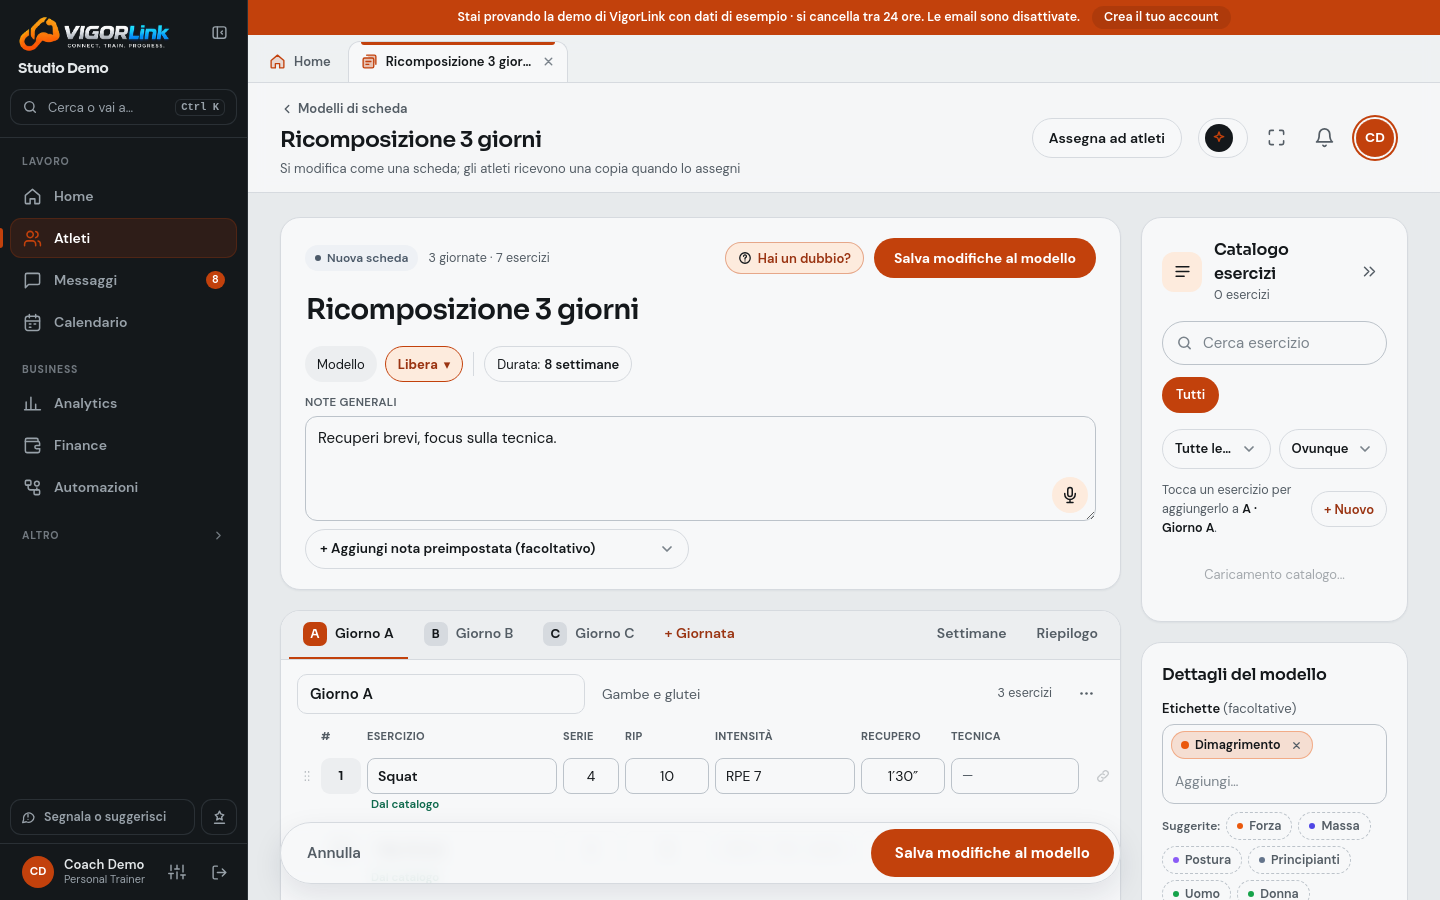 VIGORLink
CONNECT. TRAIN. PROGRESS.
Studio Demo
Cerca o vai a...
Ctrl K
LAVORO
Home
Atleti
Messaggi
8
Calendario
BUSINESS
Analytics
Finance
Automazioni
ALTRO
Segnala o suggerisci
CD
Coach Demo
Personal Trainer
Stai provando la demo di VigorLink con dati di esempio · si cancella tra 24 ore. Le email sono disattivate.
Crea il tuo account
Home
Ricomposizione 3 gior...
Modelli di scheda
Ricomposizione 3 giorni
Si modifica come una scheda; gli atleti ricevono una copia quando lo assegni
Assegna ad atleti
CD
Nuova scheda
3 giornate · 7 esercizi
Hai un dubbio?
Salva modifiche al modello
Ricomposizione 3 giorni
Modello
Libera ▾
Durata: 8 settimane
NOTE GENERALI
Recuperi brevi, focus sulla tecnica.
+ Aggiungi nota preimpostata (facoltativo)
A Giorno A
B Giorno B
C Giorno C
+ Giornata
Settimane
Riepilogo
Giorno A
Gambe e glutei
3 esercizi
# ESERCIZIO SERIE RIP INTENSITÀ RECUPERO TECNICA
1 Squat 4 10 RPE 7 1'30" —
Dal catalogo
Annulla
Salva modifiche al modello
Catalogo
esercizi
0 esercizi
Cerca esercizio
Tutti
Tutte le...
Ovunque
Tocca un esercizio per
aggiungerlo a A ·
Giorno A.
+ Nuovo
Caricamento catalogo...
Dettagli del modello
Etichette (facoltative)
Dimagrimento
Aggiungi...
Suggerite:
Forza
Massa
Postura
Principianti
Uomo
Donna